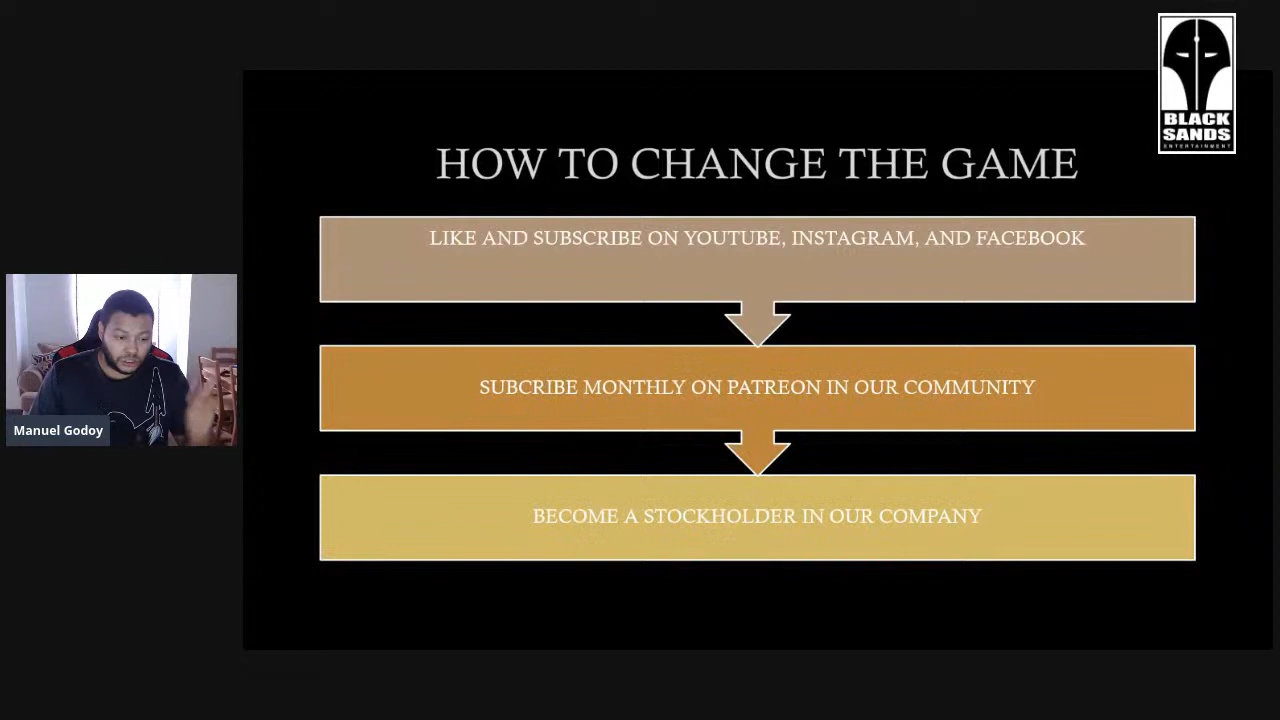 BLACK
SANDS
ENTERTAINMENT
HOW TO CHANGE THE GAME
LIKE AND SUBSCRIBE ON YOUTUBE, INSTAGRAM, AND FACEBOOK
SUBCRIBE MONTHLY ON PATREON IN OUR COMMUNITY
Manuel Godoy
BECOME A STOCKHOLDER IN OUR COMPANY